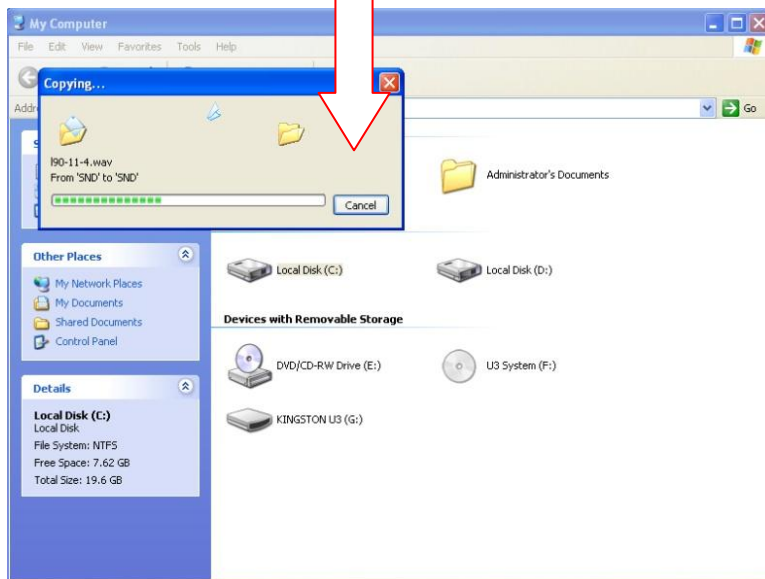 My Computer
File Edit View Favorites Tools Help
Copying...
Addre
Go
l90-11-4.wav
From 'SND' to 'SND'
Cancel
Administrator's Documents
Other Places
My Network Places
My Documents
Shared Documents
Control Panel
Local Disk (C:)
Local Disk (D:)
Devices with Removable Storage
DVD/CD-RW Drive (E:)
U3 System (F:)
KINGSTON U3 (G:)
Details
Local Disk (C:)
Local Disk
File System: NTFS
Free Space: 7.62 GB
Total Size: 19.6 GB